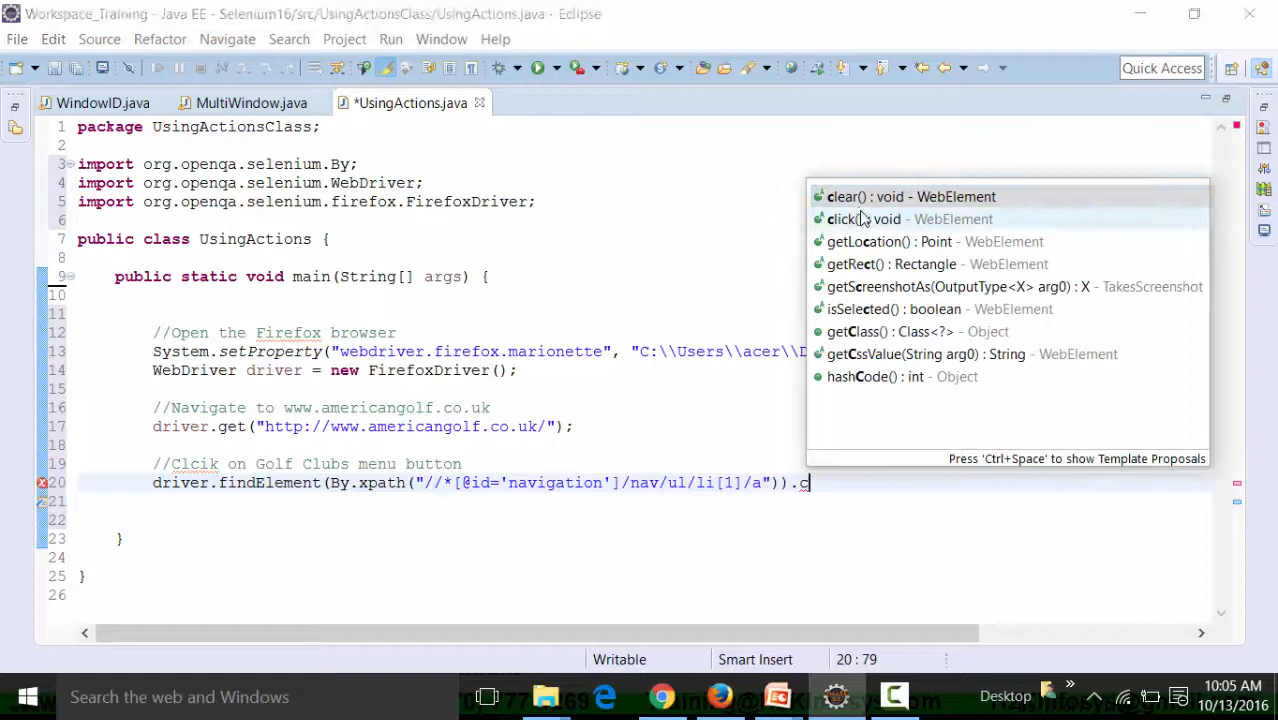 Workspace_Training - Java EE - Selenium16/src/UsingActionsClass/UsingActions.java - Eclipse
File Edit Source Refactor Navigate Search Project Run Window Help
Quick Access
WindowID.java MultiWindow.java *UsingActions.java
1 package UsingActionsClass;
2
3 import org.openqa.selenium.By;
4 import org.openqa.selenium.WebDriver;
5 import org.openqa.selenium.firefox.FirefoxDriver;
6
7 public class UsingActions {
8
9 public static void main(String[] args) {
10
11
12 //Open the Firefox browser
13 System.setProperty("webdriver.firefox.marionette", "C:\\Users\\acer\\D
14 WebDriver driver = new FirefoxDriver();
15
16 //Navigate to www.americangolf.co.uk
17 driver.get("http://www.americangolf.co.uk/");
18
19 //Clcik on Golf Clubs menu button
20 driver.findElement(By.xpath("//*[@id='navigation']/nav/ul/li[1]/a")).c
21
22
23 }
24
25 }
26
clear() : void - WebElement
click() : void - WebElement
getLocation() : Point - WebElement
getRect() : Rectangle - WebElement
getScreenshotAs(OutputType<X> arg0) : X - TakesScreenshot
isSelected() : boolean - WebElement
getClass() : Class<?> - Object
getCssValue(String arg0) : String - WebElement
hashCode() : int - Object
Press 'Ctrl+Space' to show Template Proposals
Writable Smart Insert 20 : 79
Search the web and Windows
Desktop
10:05 AM
10/13/2016